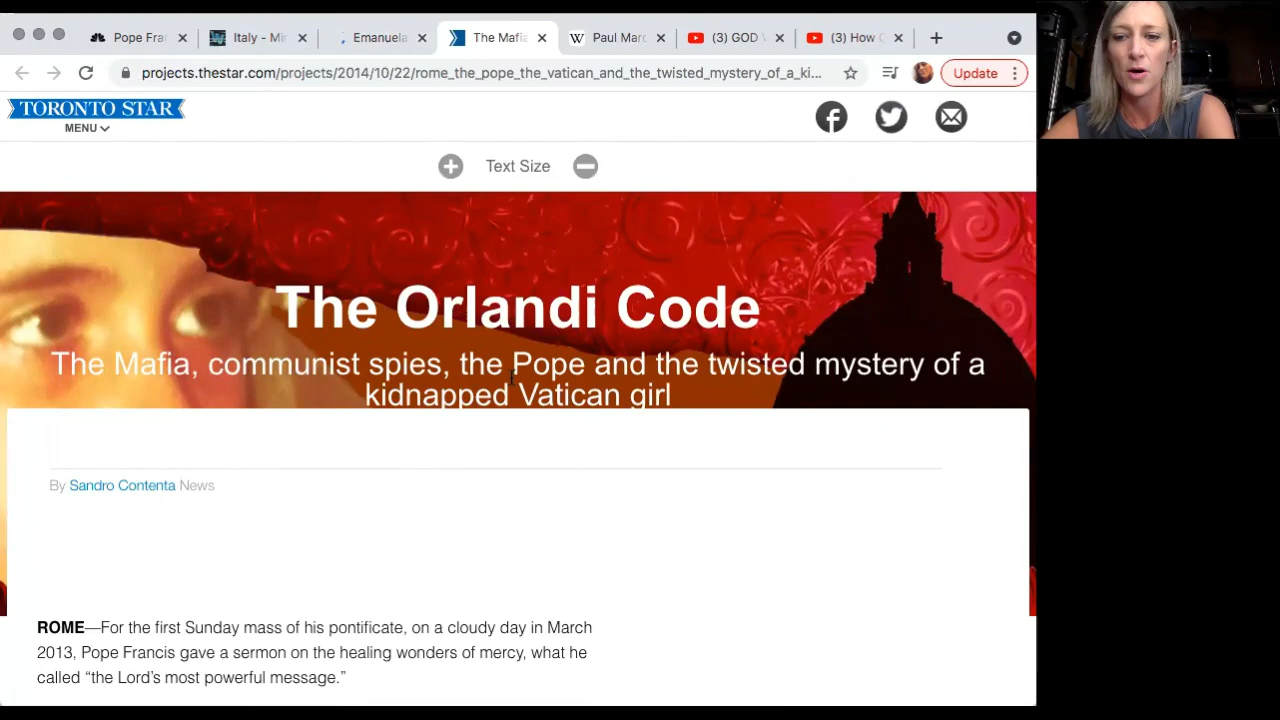 Pope Fra
Italy - Mi
Emanuela
The Mafia
W Paul Marc
(3) GOD
(3) How
projects.thestar.com/projects/2014/10/22/rome_the_pope_the_vatican_and_the_twisted_mystery_of_a_ki...
Update
TORONTO STAR
MENU
Text Size
The Orlandi Code
The Mafia, communist spies, the Pope and the twisted mystery of a
kidnapped Vatican girl
By Sandro Contenta News
ROME—For the first Sunday mass of his pontificate, on a cloudy day in March
2013, Pope Francis gave a sermon on the healing wonders of mercy, what he
called “the Lord’s most powerful message.”